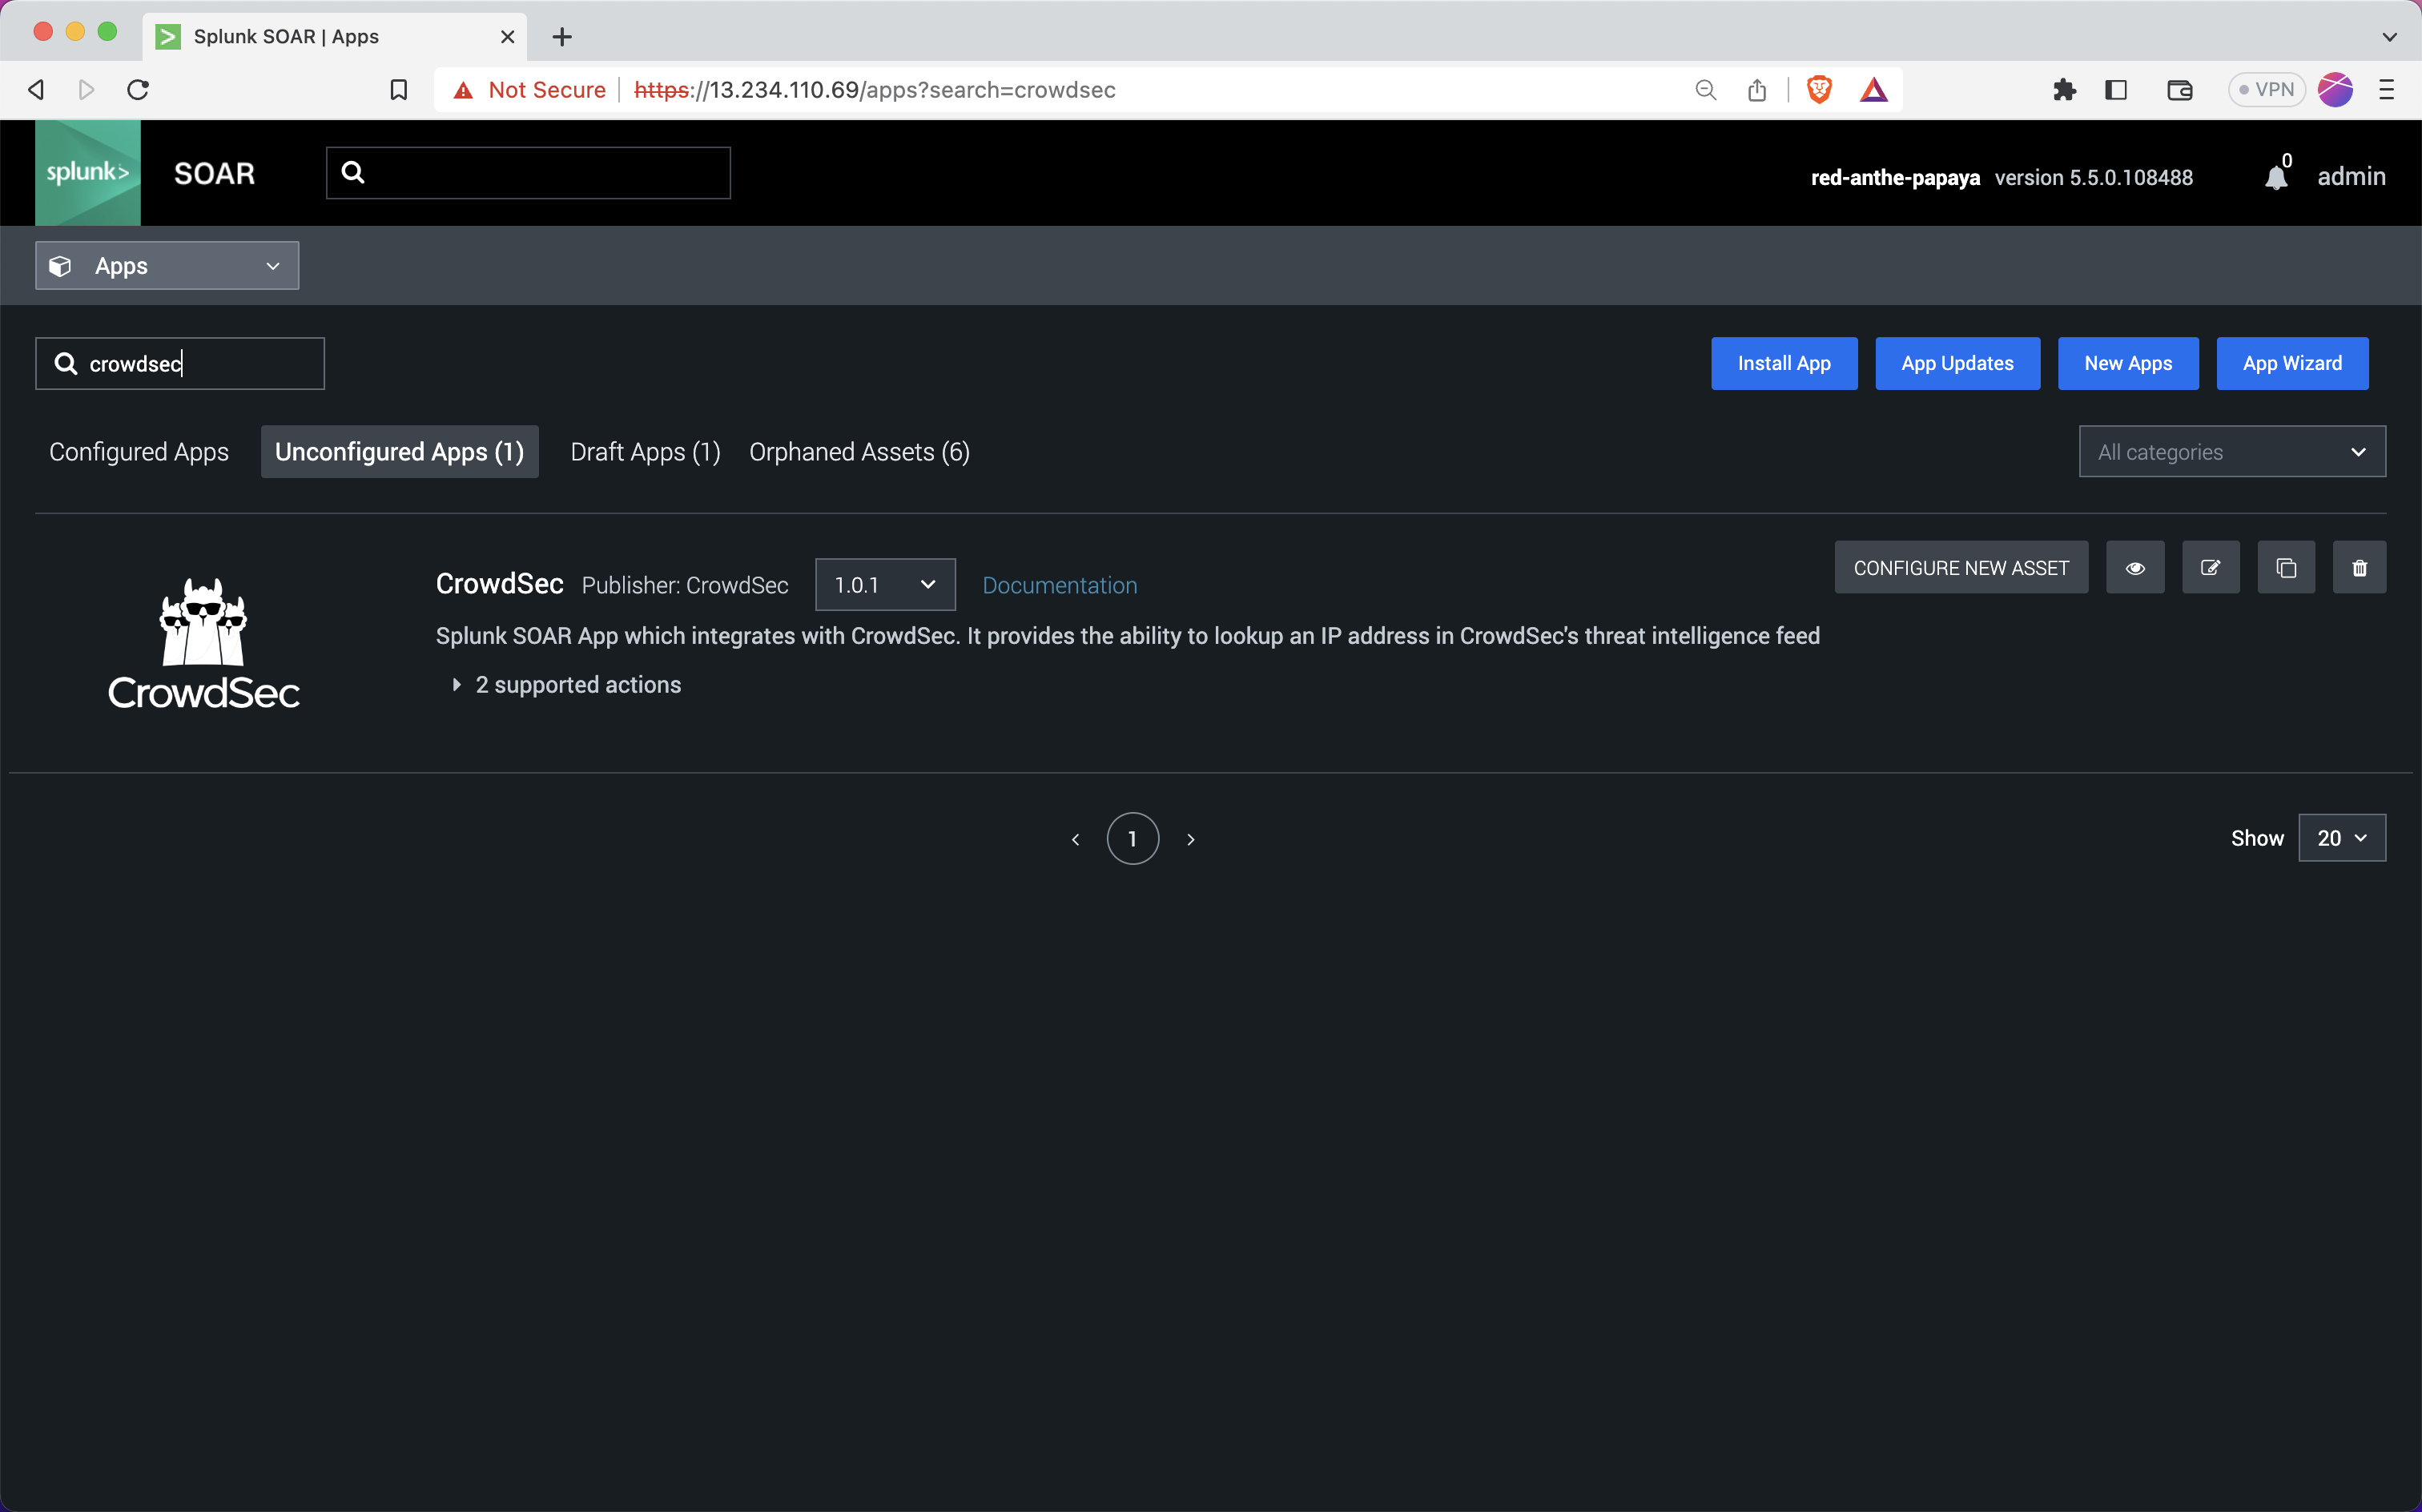 Splunk SOAR | Apps
Not Secure https://13.234.110.69/apps?search=crowdsec
VPN
splunk> SOAR
red-anthe-papaya version 5.5.0.108488
0
admin
Apps
crowdsec
Install App
App Updates
New Apps
App Wizard
Configured Apps
Unconfigured Apps (1)
Draft Apps (1)
Orphaned Assets (6)
All categories
CrowdSec
CrowdSec Publisher: CrowdSec 1.0.1 Documentation
CONFIGURE NEW ASSET
Splunk SOAR App which integrates with CrowdSec. It provides the ability to lookup an IP address in CrowdSec's threat intelligence feed
2 supported actions
1
Show 20